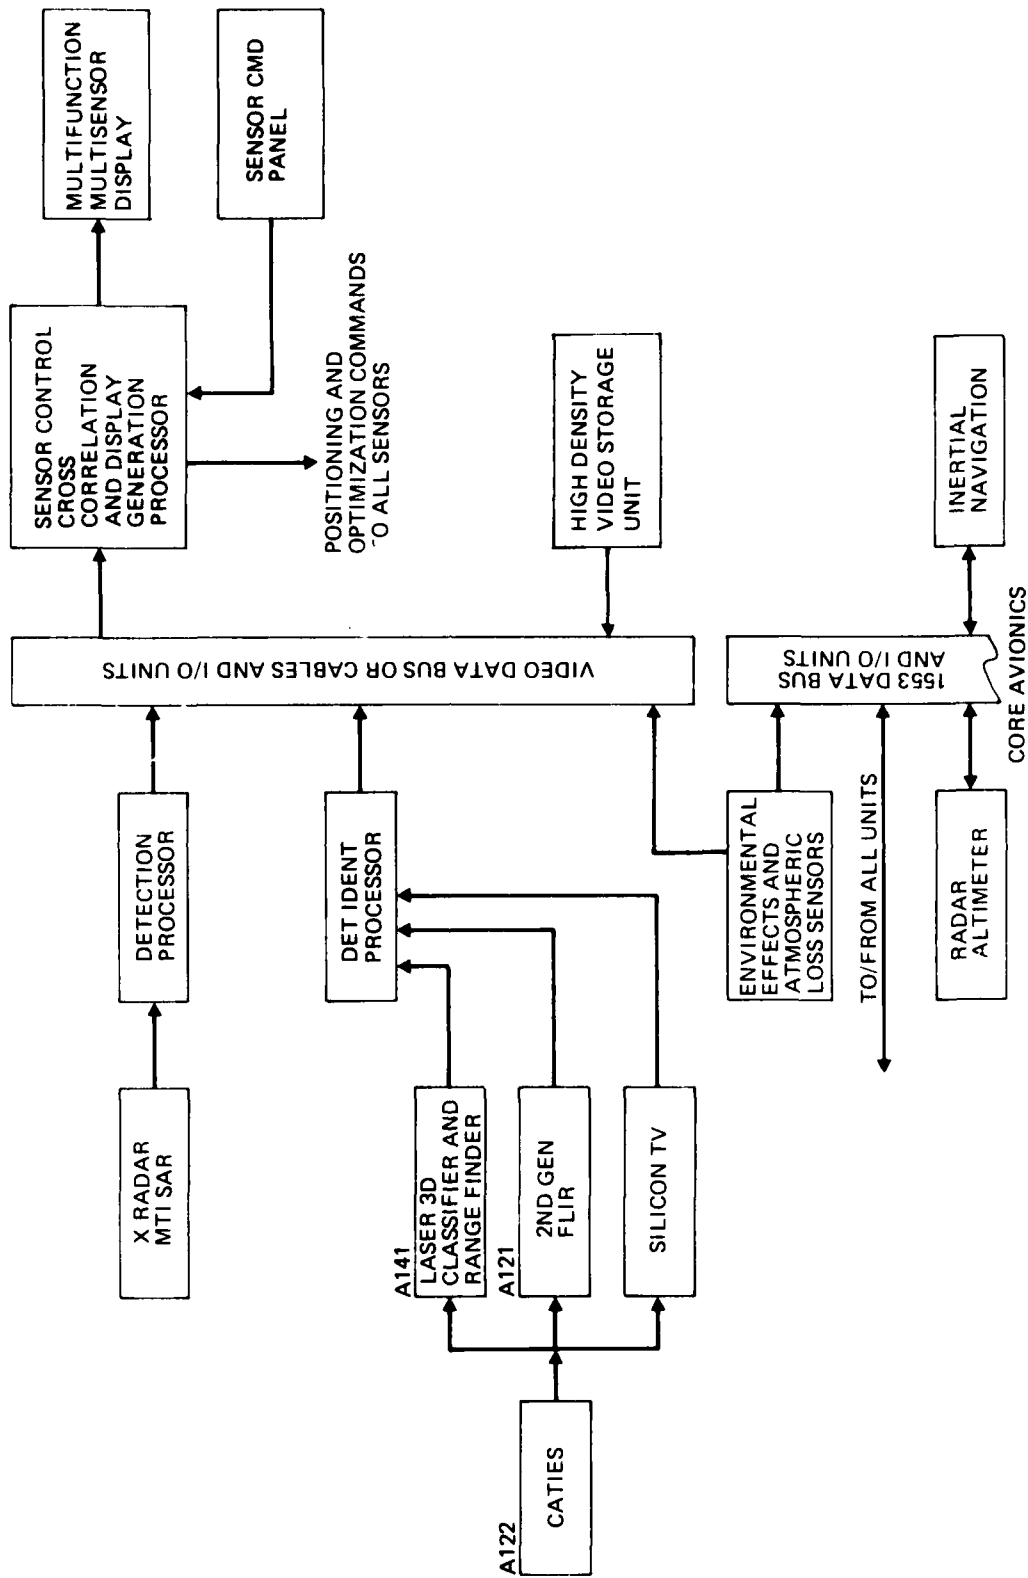 X RADAR
MTI SAR
DETECTION
PROCESSOR
A141
LASER 3D
CLASSIFIER AND
RANGE FINDER
A121
2ND GEN
FLIR
SILICON TV
A122
CATIES
DET IDENT
PROCESSOR
ENVIRONMENTAL
EFFECTS AND
ATMOSPHERIC
LOSS SENSORS
TO/FROM ALL UNITS
RADAR
ALTIMETER
VIDEO DATA BUS OR CABLES AND I/O UNITS
1553 DATA BUS
AND I/O UNITS
CORE AVIONICS
SENSOR CONTROL
CROSS
CORRELATION
AND DISPLAY
GENERATION
PROCESSOR
MULTIFUNCTION
MULTISENSOR
DISPLAY
SENSOR CMD
PANEL
POSITIONING AND
OPTIMIZATION COMMANDS
TO ALL SENSORS
HIGH DENSITY
VIDEO STORAGE
UNIT
INERTIAL
NAVIGATION